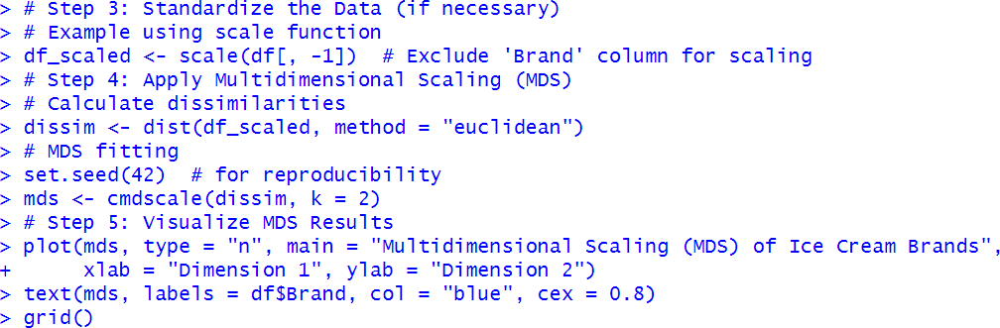 > # Step 3: Standardize the Data (if necessary)
> # Example using scale function
> df_scaled <- scale(df[, -1])  # Exclude 'Brand' column for scaling
> # Step 4: Apply Multidimensional Scaling (MDS)
> # Calculate dissimilarities
> dissim <- dist(df_scaled, method = "euclidean")
> # MDS fitting
> set.seed(42)  # for reproducibility
> mds <- cmdscale(dissim, k = 2)
> # Step 5: Visualize MDS Results
> plot(mds, type = "n", main = "Multidimensional Scaling (MDS) of Ice Cream Brands",
+      xlab = "Dimension 1", ylab = "Dimension 2")
> text(mds, labels = df$Brand, col = "blue", cex = 0.8)
> grid()